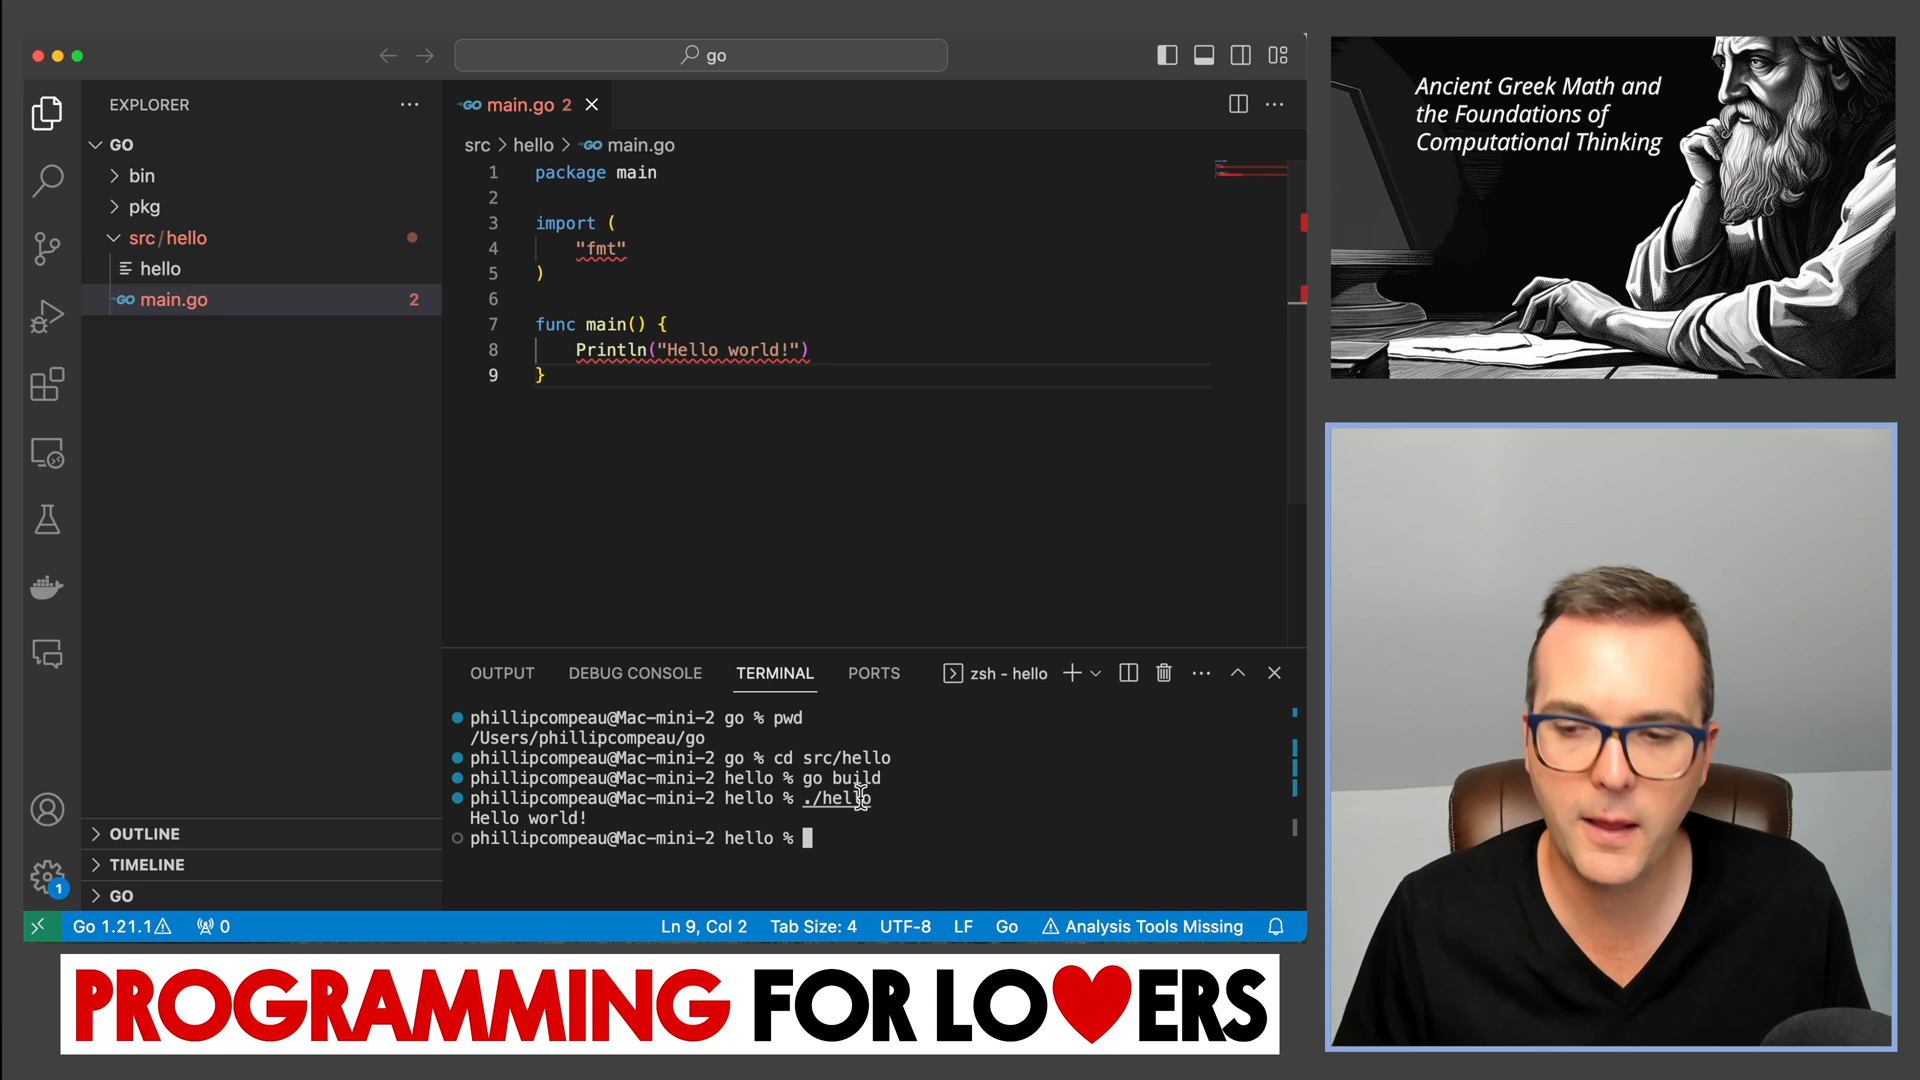 go
EXPLORER
GO
bin
pkg
src/hello
hello
main.go 2
main.go 2
src > hello > GO main.go
1 package main
2
3 import (
4 "fmt"
5 )
6
7 func main() {
8 Println("Hello world!")
9 }
OUTPUT DEBUG CONSOLE TERMINAL PORTS zsh - hello
phillipcompeau@Mac-mini-2 go % pwd
/Users/phillipcompeau/go
phillipcompeau@Mac-mini-2 go % cd src/hello
phillipcompeau@Mac-mini-2 hello % go build
phillipcompeau@Mac-mini-2 hello % ./hello
Hello world!
phillipcompeau@Mac-mini-2 hello %
OUTLINE
TIMELINE
GO
1
Go 1.21.1 0 Ln 9, Col 2 Tab Size: 4 UTF-8 LF Go Analysis Tools Missing
Ancient Greek Math and
the Foundations of
Computational Thinking
PROGRAMMING FOR LO♥ERS